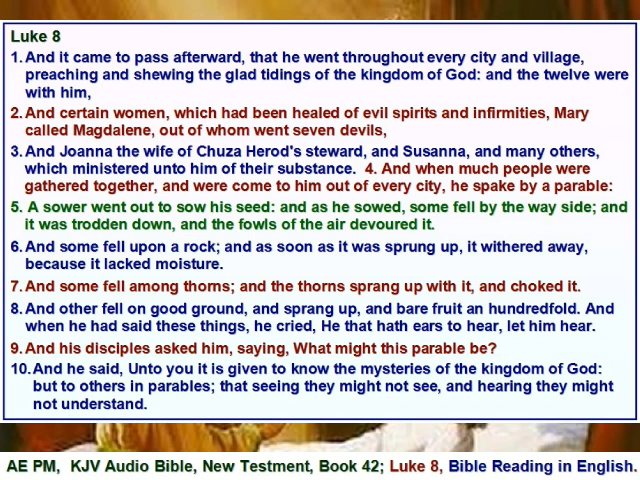 Luke 8
1. And it came to pass afterward, that he went throughout every city and village,
preaching and shewing the glad tidings of the kingdom of God: and the twelve were
with him,
2. And certain women, which had been healed of evil spirits and infirmities, Mary
called Magdalene, out of whom went seven devils,
3. And Joanna the wife of Chuza Herod's steward, and Susanna, and many others,
which ministered unto him of their substance. 4. And when much people were
gathered together, and were come to him out of every city, he spake by a parable:
5. A sower went out to sow his seed: and as he sowed, some fell by the way side; and
it was trodden down, and the fowls of the air devoured it.
6. And some fell upon a rock; and as soon as it was sprung up, it withered away,
because it lacked moisture.
7. And some fell among thorns; and the thorns sprang up with it, and choked it.
8. And other fell on good ground, and sprang up, and bare fruit an hundredfold. And
when he had said these things, he cried, He that hath ears to hear, let him hear.
9. And his disciples asked him, saying, What might this parable be?
10. And he said, Unto you it is given to know the mysteries of the kingdom of God:
but to others in parables; that seeing they might not see, and hearing they might
not understand.
AE PM, KJV Audio Bible, New Testment, Book 42; Luke 8, Bible Reading in English.